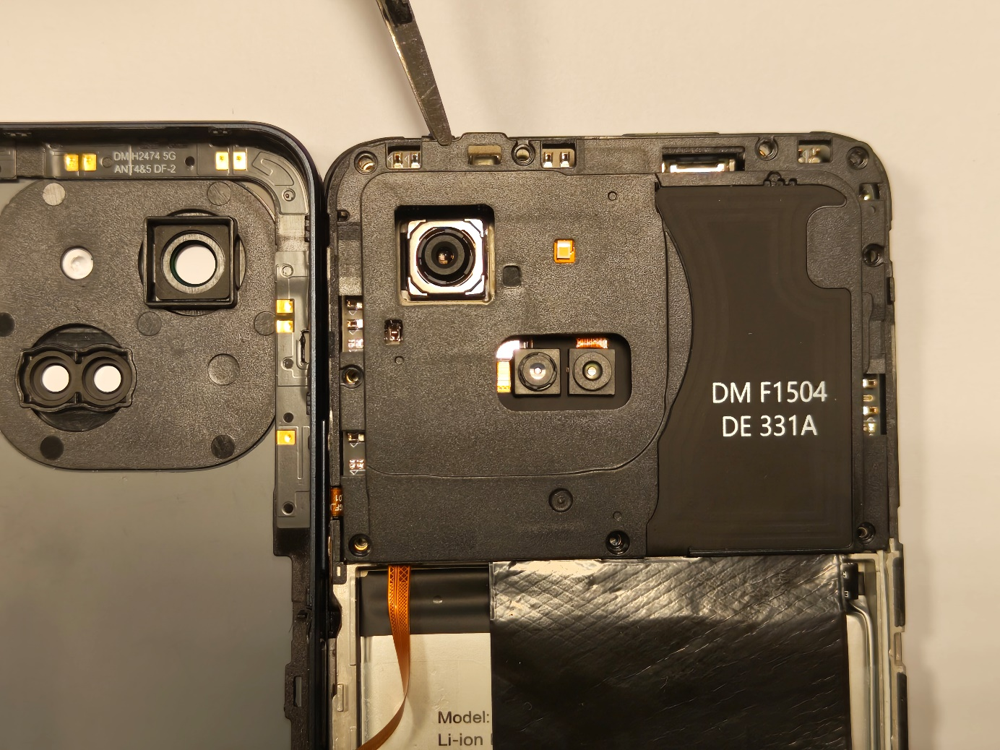 DM H2474 5G
ANT4&5 DF-2
DM F1504
DE 331A
Model:
Li-ion